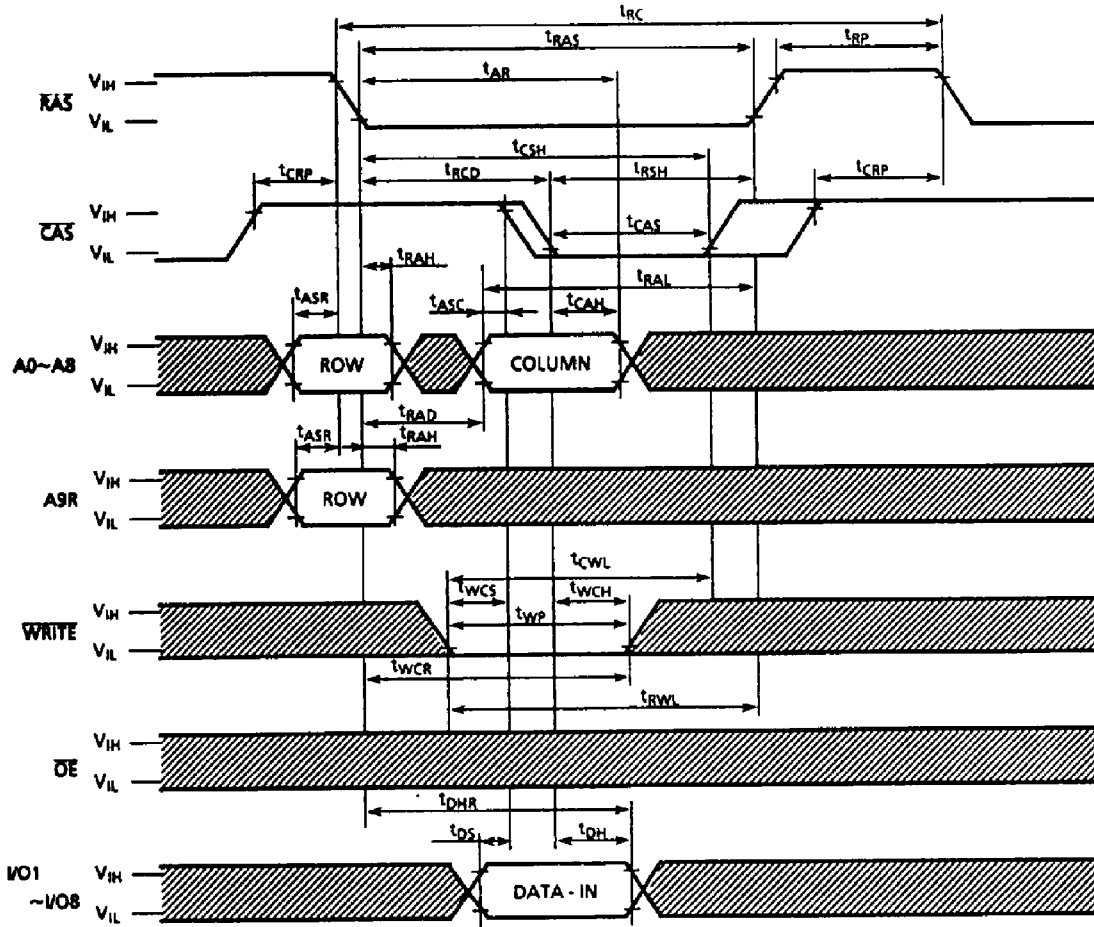 tRC
tRAS
tRP
tAR
VIH
RAS
VIL
tCSH
tCRP
tRCD
tRSH
tCRP
VIH
CAS
VIL
tCAS
tRAH
tRAL
tASR
tASC
tCAH
VIH
A0~A8
VIL
ROW
COLUMN
tRAD
tASR
tRAH
VIH
A9R
VIL
ROW
tCWL
tWCS
tWCH
VIH
WRITE
VIL
tWP
tWCR
tRWL
VIH
OE
VIL
tDHR
tDS
tDH
I/O1
~I/O8
VIH
VIL
DATA - IN